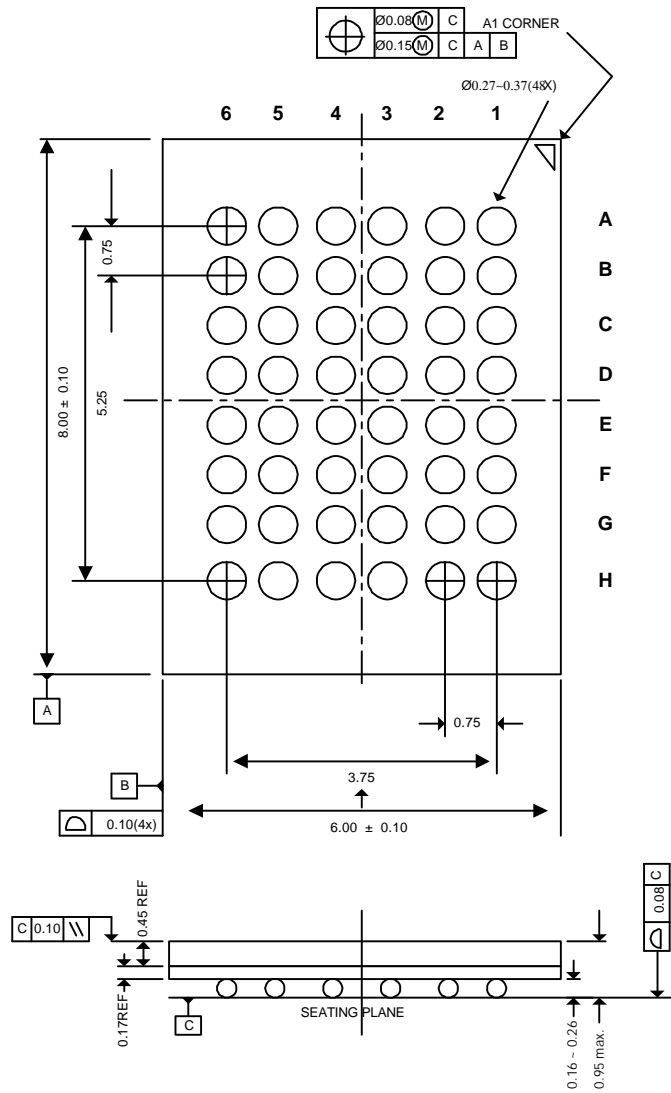 Ø0.08Ⓜ C
A1 CORNER
Ø0.15Ⓜ C A B
Ø0.27~0.37(48X)
6 5 4 3 2 1
A
0.75
B
C
D
8.00 ± 0.10
5.25
E
F
G
H
A
0.75
B
3.75
0.10(4x)
6.00 ± 0.10
C 0.10
0.45 REF
0.08 C
0.17REF
C
SEATING PLANE
0.16 ~ 0.26
0.95 max.